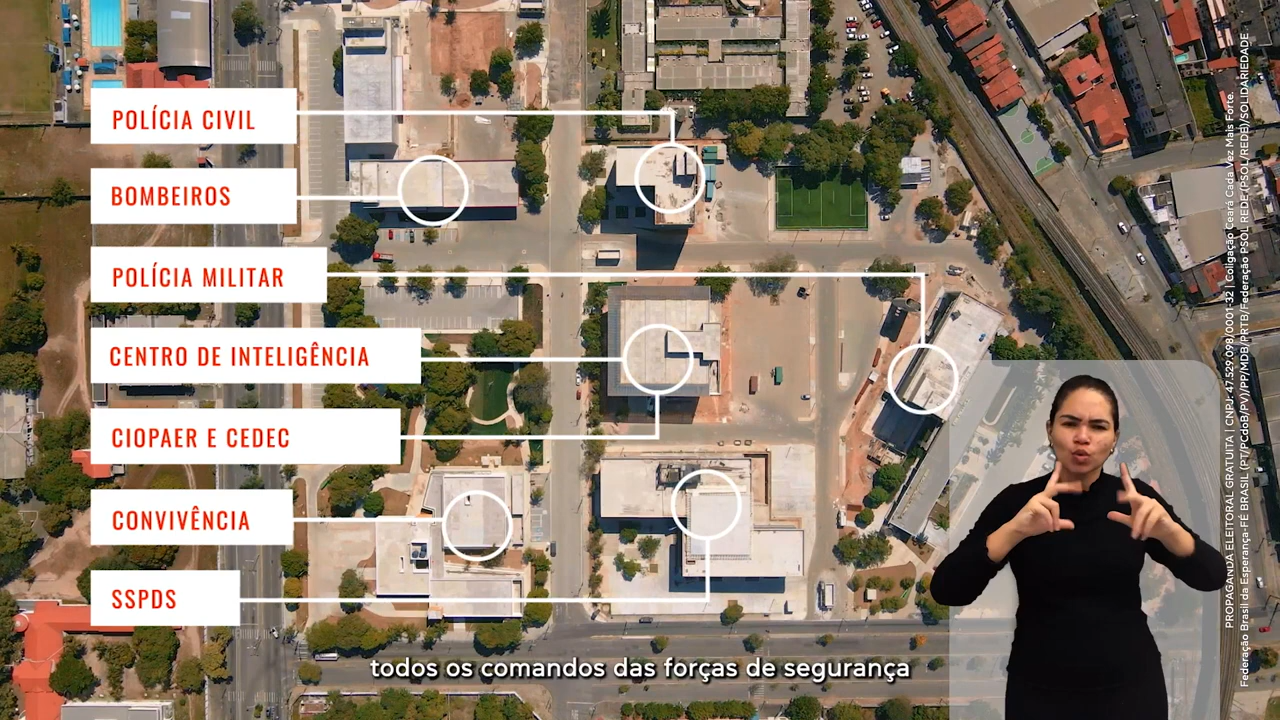 POLÍCIA CIVIL
BOMBEIROS
POLÍCIA MILITAR
CENTRO DE INTELIGÊNCIA
CIOPAER E CEDEC
CONVIVÊNCIA
SSPDS
todos os comandos das forças de segurança
PROPAGANDA ELEITORAL GRATUITA | CNPJ: 47.529.098/0001-32 | Coligação Ceará Cada Vez Mais Forte.
Federação Brasil da Esperança-FÉ BRASIL (PT/PCdoB/PV)/PP/MDB/PRTB/Federação PSOL REDE/(PSOL/REDE)/SOLIDARIEDADE.